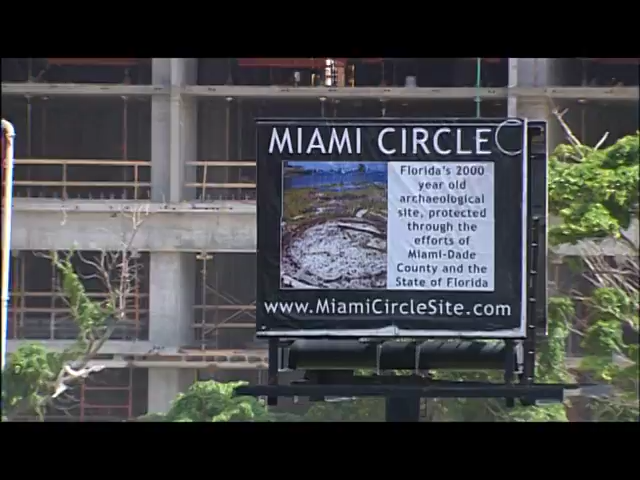 MIAMI CIRCLE
Florida's 2000
year old
archaeological
site, protected
through the
efforts of
Miami-Dade
County and the
State of Florida
www.MiamiCircleSite.com